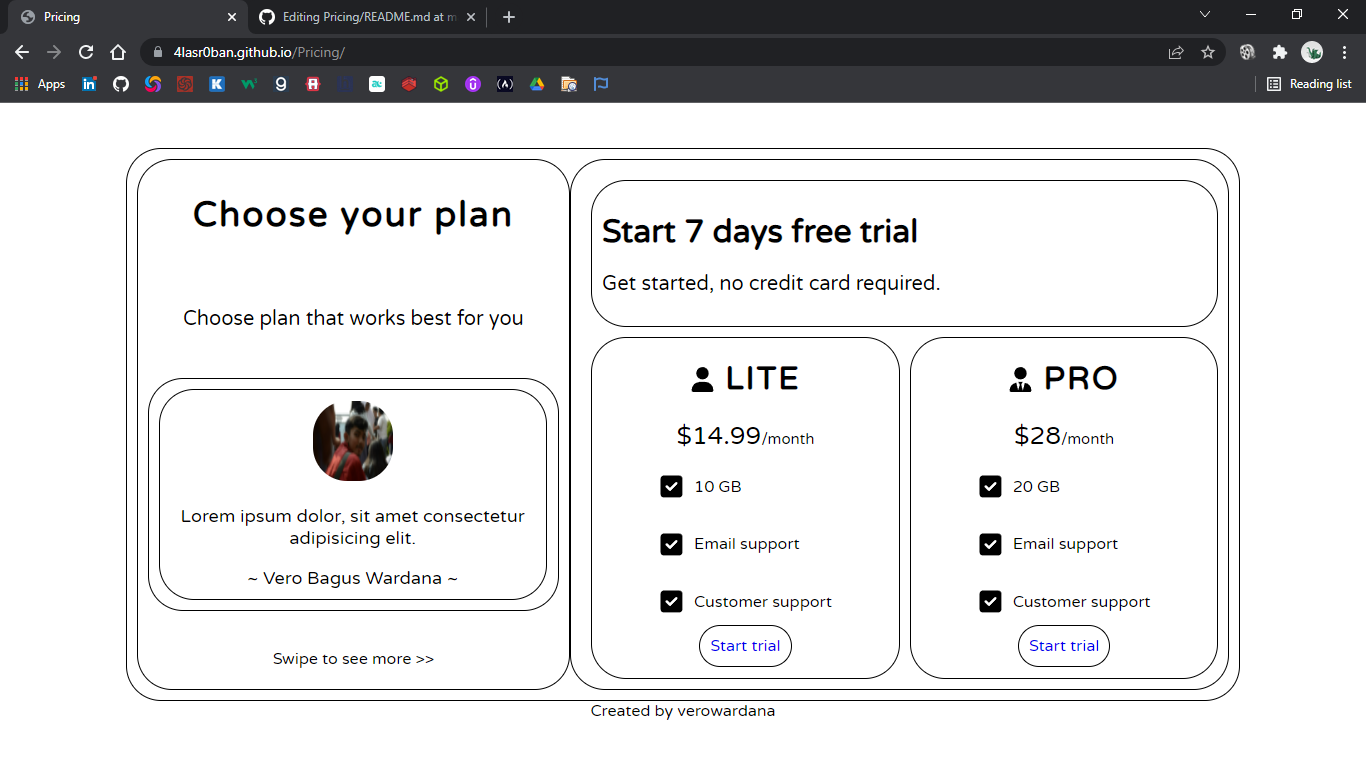 Pricing
Editing Pricing/README.md at m
4lasr0ban.github.io/Pricing/
Apps
Reading list
Choose your plan
Choose plan that works best for you
Lorem ipsum dolor, sit amet consectetur
adipisicing elit.
~ Vero Bagus Wardana ~
Swipe to see more >>
Start 7 days free trial
Get started, no credit card required.
LITE
$14.99/month
10 GB
Email support
Customer support
Start trial
PRO
$28/month
20 GB
Email support
Customer support
Start trial
Created by verowardana